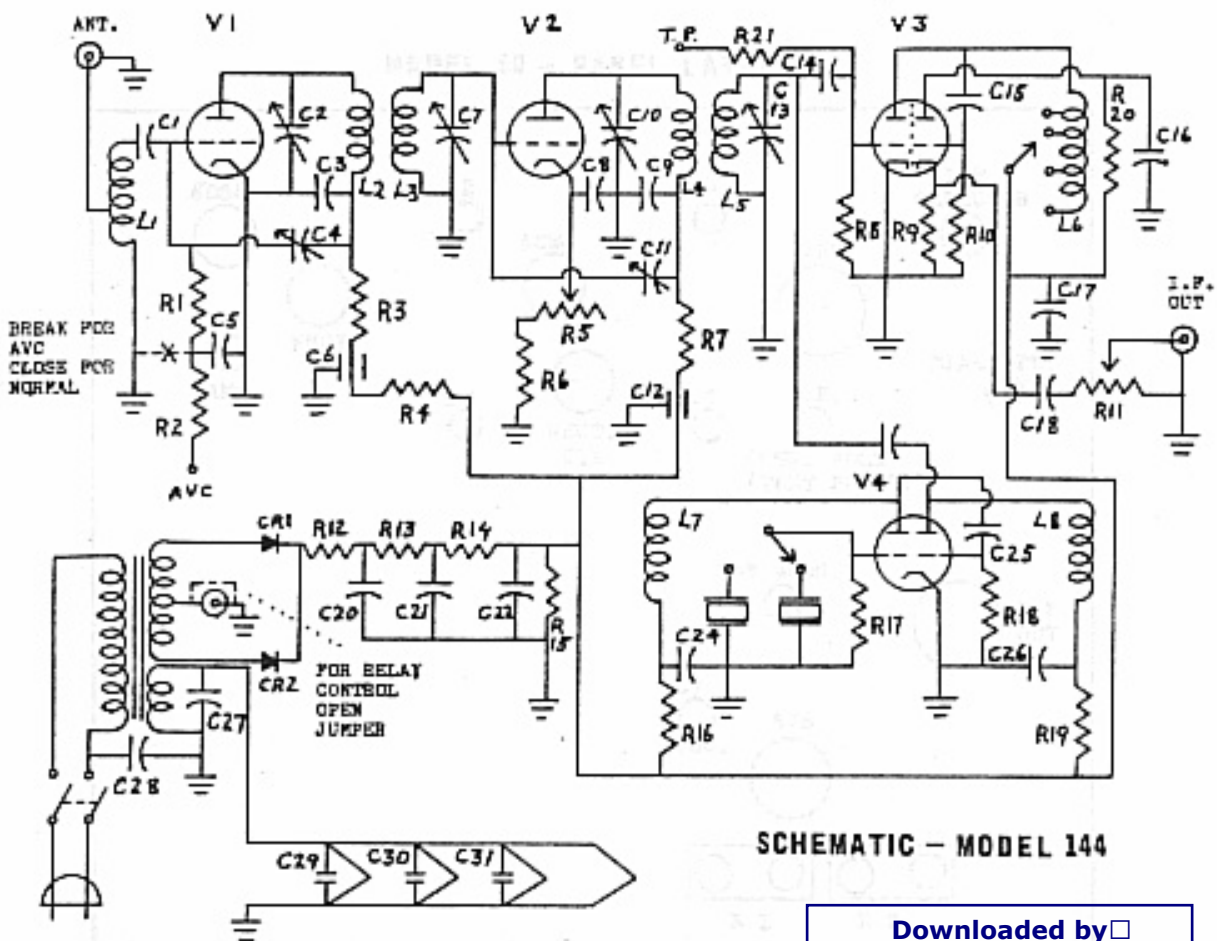 ANT.
V1
V2
V3
T.P.
R21
C14
C13
C15
R20
C16
C1
C2
C3
L2
L3
C7
C10
C8
C9
L4
L5
L1
C4
C11
R8
R9
R10
L6
C17
I.F.
OUT
R1
C5
R3
R5
R7
BREAK FOR
AVC
CLOSE FOR
NORMAL
X
C6
R6
R2
R4
C12
C18
R11
AVC
V4
CR1
R12
R13
R14
L7
L8
C25
C20
C21
C22
R15
R17
R18
C24
C26
CR2
FOR RELAY
CONTROL
OPEN
JUMPER
C27
R16
R19
C28
SCHEMATIC – MODEL 144
C29
C30
C31
Downloaded by□